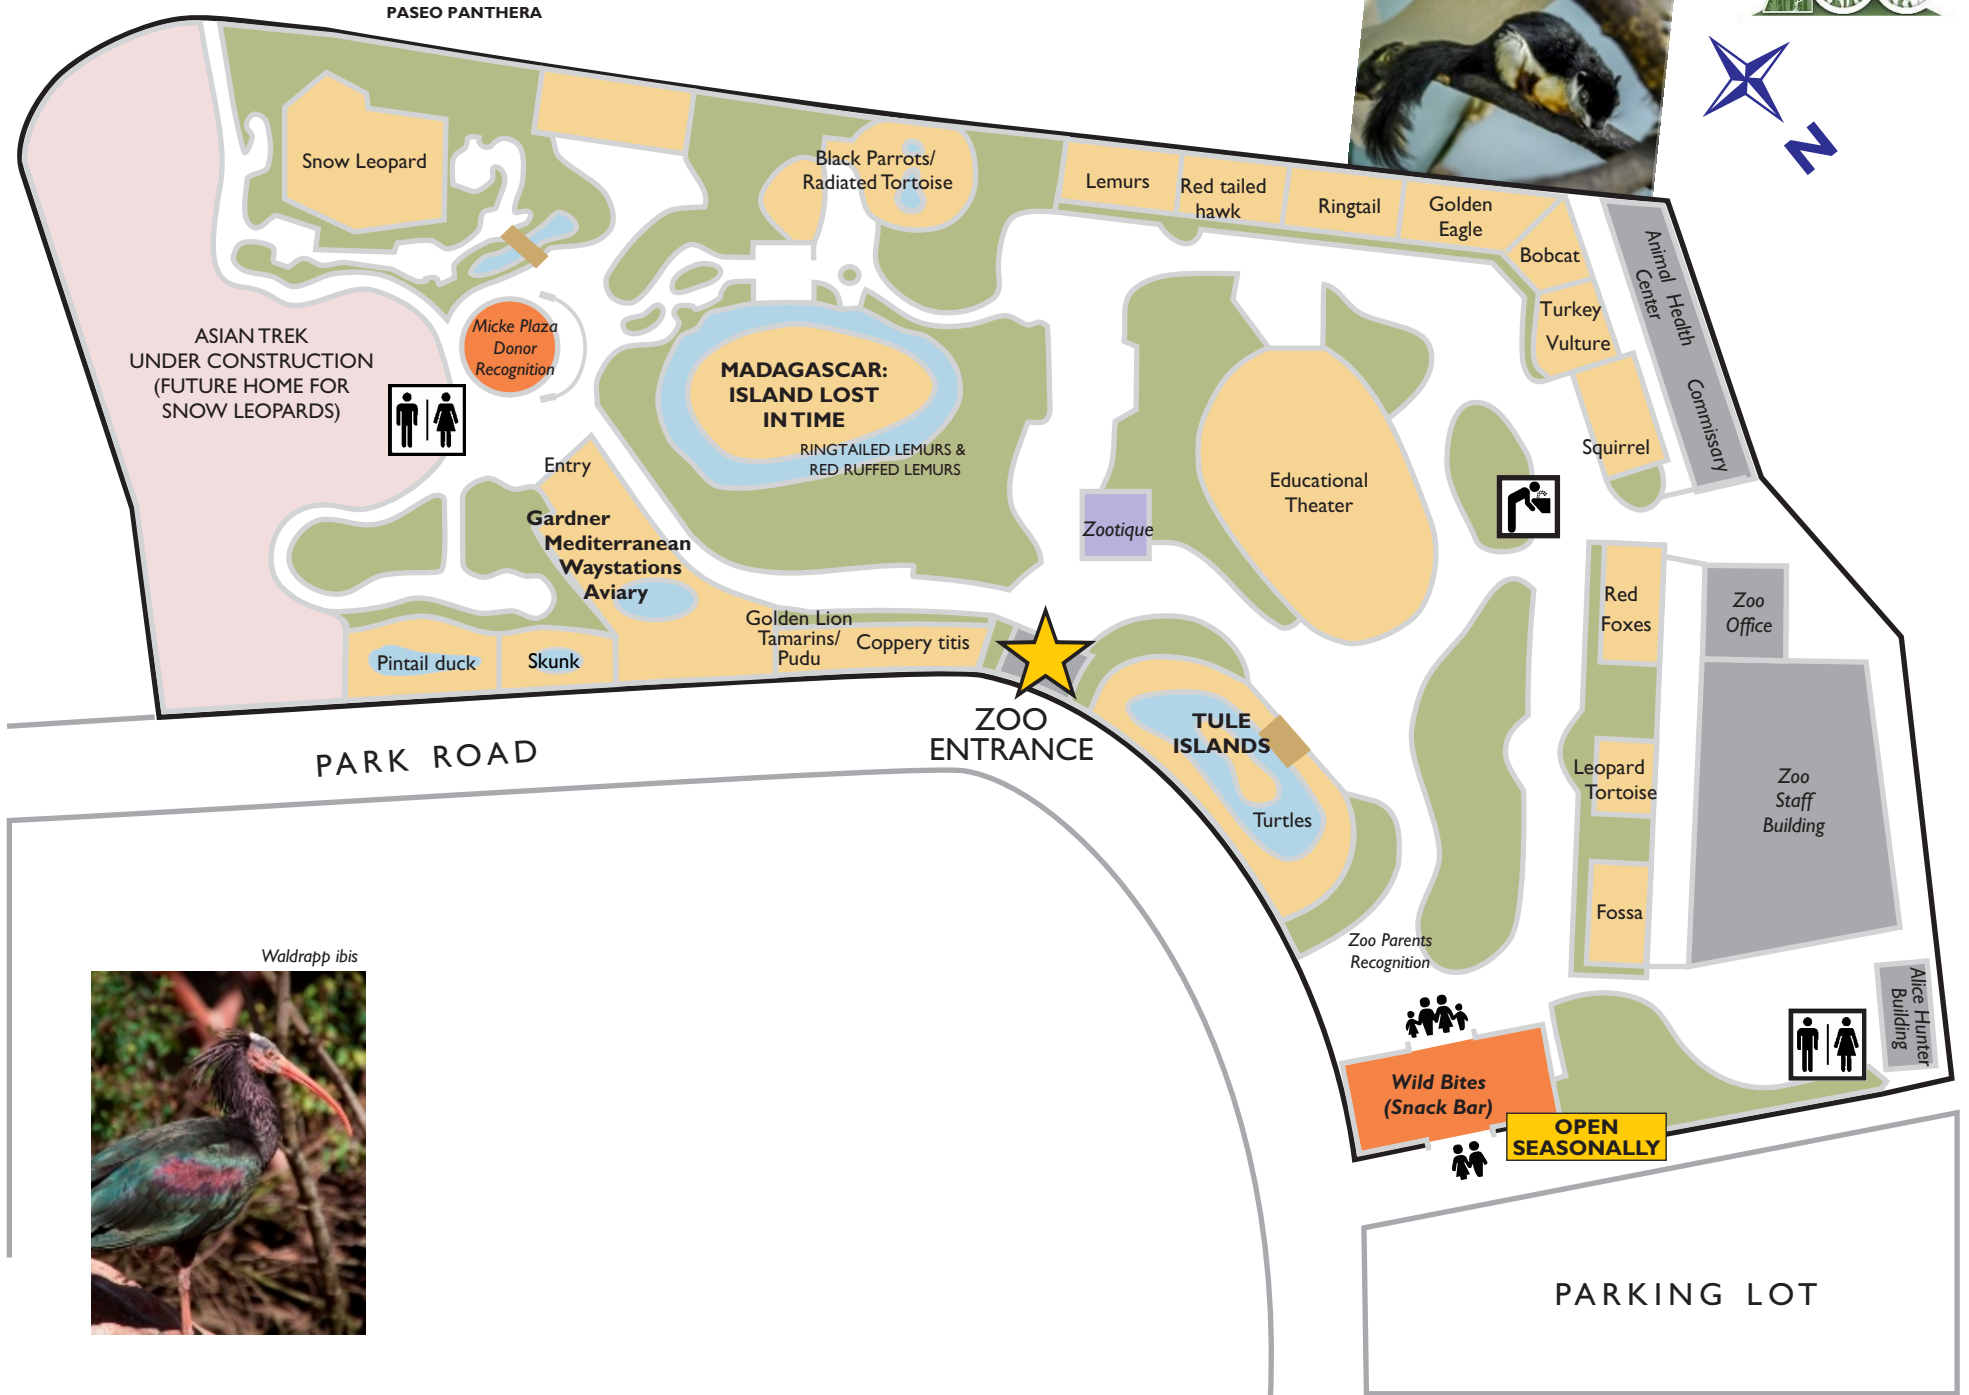 PASEO PANTHERA
N
Snow Leopard
Black Parrots/
Radiated Tortoise
Lemurs
Red tailed
hawk
Ringtail
Golden
Eagle
Bobcat
Turkey
Vulture
Squirrel
Animal Health
Center
Commissary
ASIAN TREK
UNDER CONSTRUCTION
(FUTURE HOME FOR
SNOW LEOPARDS)
Micke Plaza
Donor
Recognition
MADAGASCAR:
ISLAND LOST
IN TIME
RINGTAILED LEMURS &
RED RUFFED LEMURS
Educational
Theater
Zootique
Entry
Gardner
Mediterranean
Waystations
Aviary
Pintail duck
Skunk
Golden Lion
Tamarins/
Pudu
Coppery titis
ZOO
ENTRANCE
PARK ROAD
TULE
ISLANDS
Turtles
Red
Foxes
Leopard
Tortoise
Fossa
Zoo
Office
Zoo
Staff
Building
Alice Hunter
Building
Zoo Parents
Recognition
Wild Bites
(Snack Bar)
OPEN
SEASONALLY
Waldrapp ibis
PARKING LOT